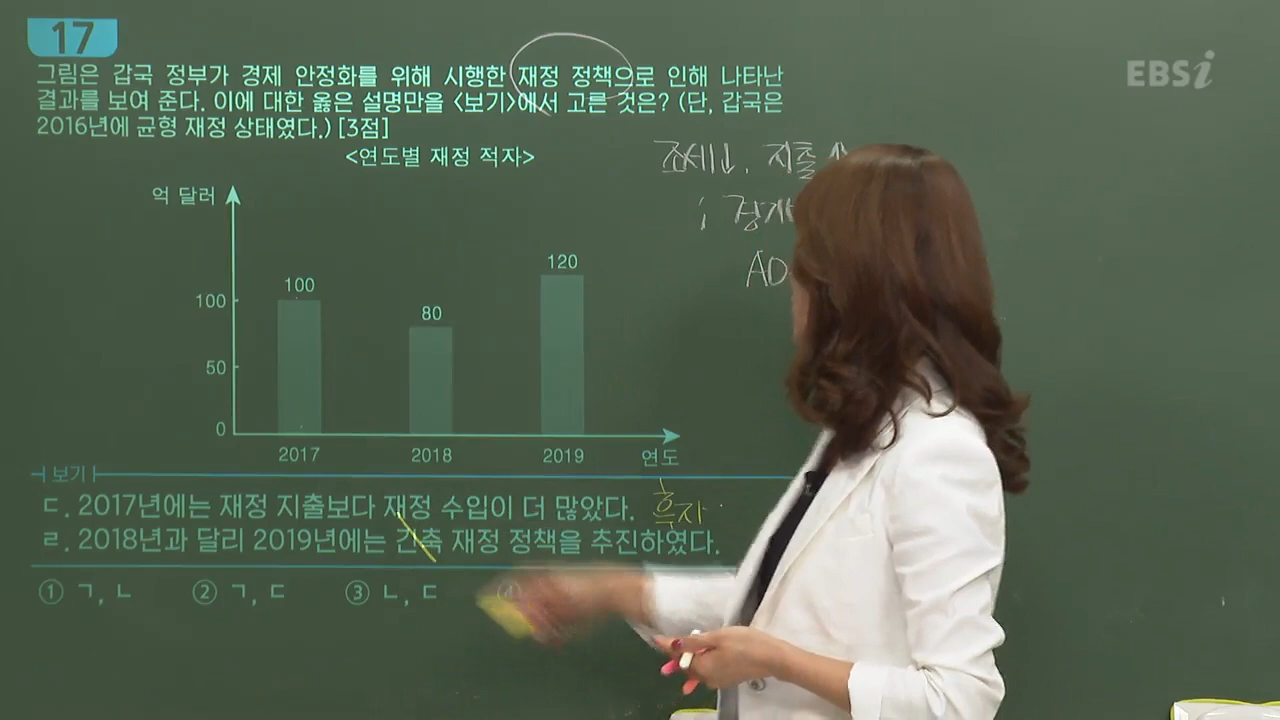 17
EBSi
그림은 갑국 정부가 경제 안정화를 위해 시행한 재정 정책으로 인해 나타난
결과를 보여 준다. 이에 대한 옳은 설명만을 <보기>에서 고른 것은? (단, 갑국은
2016년에 균형 재정 상태였다.) [3점]
<연도별 재정 적자>
조세↓, 지출
억 달러
AD
120
100
80
100
50
0
2017 2018 2019 연도
보기
ㄷ. 2017년에는 재정 지출보다 재정 수입이 더 많았다. 흑자
ㄹ. 2018년과 달리 2019년에는 긴축 재정 정책을 추진하였다.
① ㄱ, ㄴ ② ㄱ, ㄷ ③ ㄴ, ㄷ ④